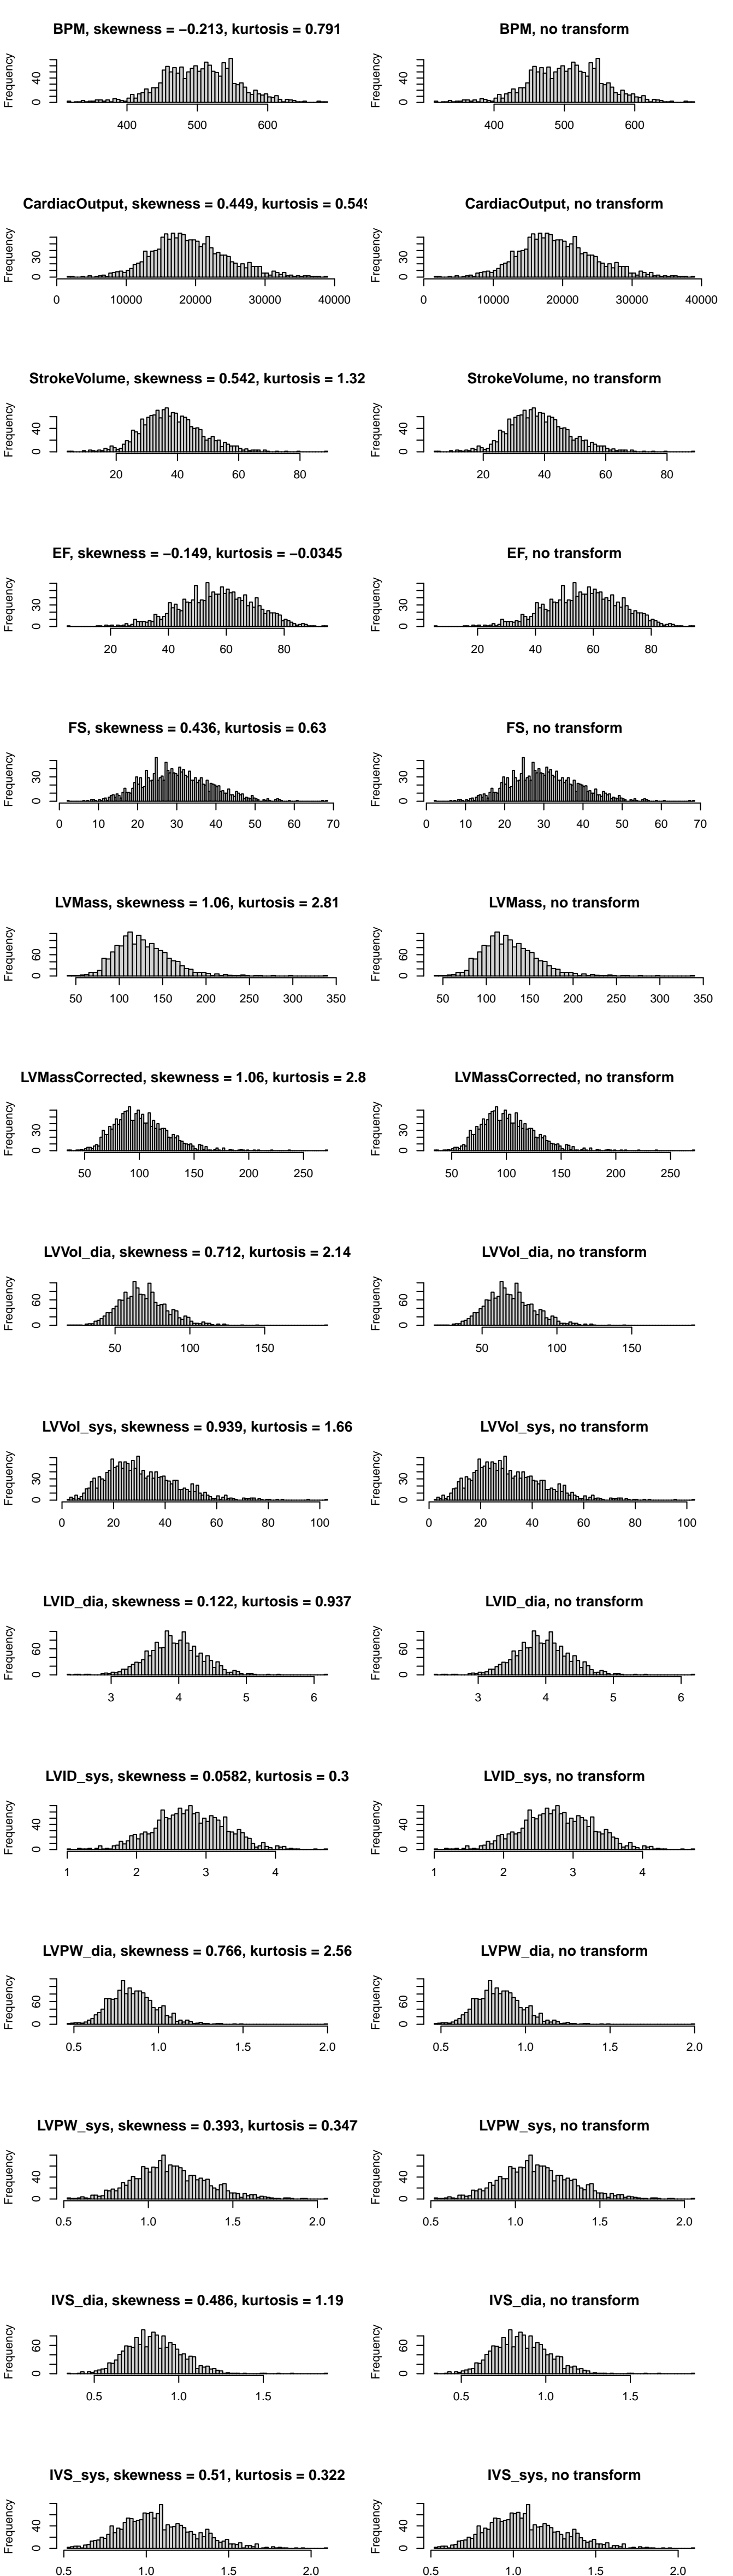 BPM, skewness = −0.213, kurtosis = 0.791 BPM, no transform
Frequency 0 40 Frequency 0 40
400 500 600 400 500 600
CardiacOutput, skewness = 0.449, kurtosis = 0.549 CardiacOutput, no transform
Frequency 0 30 Frequency 0 30
0 10000 20000 30000 40000 0 10000 20000 30000 40000
StrokeVolume, skewness = 0.542, kurtosis = 1.32 StrokeVolume, no transform
Frequency 0 40 Frequency 0 40
20 40 60 80 20 40 60 80
EF, skewness = −0.149, kurtosis = −0.0345 EF, no transform
Frequency 0 30 Frequency 0 30
20 40 60 80 20 40 60 80
FS, skewness = 0.436, kurtosis = 0.63 FS, no transform
Frequency 0 30 Frequency 0 30
0 10 20 30 40 50 60 70 0 10 20 30 40 50 60 70
LVMass, skewness = 1.06, kurtosis = 2.81 LVMass, no transform
Frequency 0 60 Frequency 0 60
50 100 150 200 250 300 350 50 100 150 200 250 300 350
LVMassCorrected, skewness = 1.06, kurtosis = 2.8 LVMassCorrected, no transform
Frequency 0 30 Frequency 0 30
50 100 150 200 250 50 100 150 200 250
LVVol_dia, skewness = 0.712, kurtosis = 2.14 LVVol_dia, no transform
Frequency 0 60 Frequency 0 60
50 100 150 50 100 150
LVVol_sys, skewness = 0.939, kurtosis = 1.66 LVVol_sys, no transform
Frequency 0 30 Frequency 0 30
0 20 40 60 80 100 0 20 40 60 80 100
LVID_dia, skewness = 0.122, kurtosis = 0.937 LVID_dia, no transform
Frequency 0 60 Frequency 0 60
3 4 5 6 3 4 5 6
LVID_sys, skewness = 0.0582, kurtosis = 0.3 LVID_sys, no transform
Frequency 0 40 Frequency 0 40
1 2 3 4 1 2 3 4
LVPW_dia, skewness = 0.766, kurtosis = 2.56 LVPW_dia, no transform
Frequency 0 60 Frequency 0 60
0.5 1.0 1.5 2.0 0.5 1.0 1.5 2.0
LVPW_sys, skewness = 0.393, kurtosis = 0.347 LVPW_sys, no transform
Frequency 0 40 Frequency 0 40
0.5 1.0 1.5 2.0 0.5 1.0 1.5 2.0
IVS_dia, skewness = 0.486, kurtosis = 1.19 IVS_dia, no transform
Frequency 0 60 Frequency 0 60
0.5 1.0 1.5 0.5 1.0 1.5
IVS_sys, skewness = 0.51, kurtosis = 0.322 IVS_sys, no transform
Frequency 0 40 Frequency 0 40
0.5 1.0 1.5 2.0 0.5 1.0 1.5 2.0